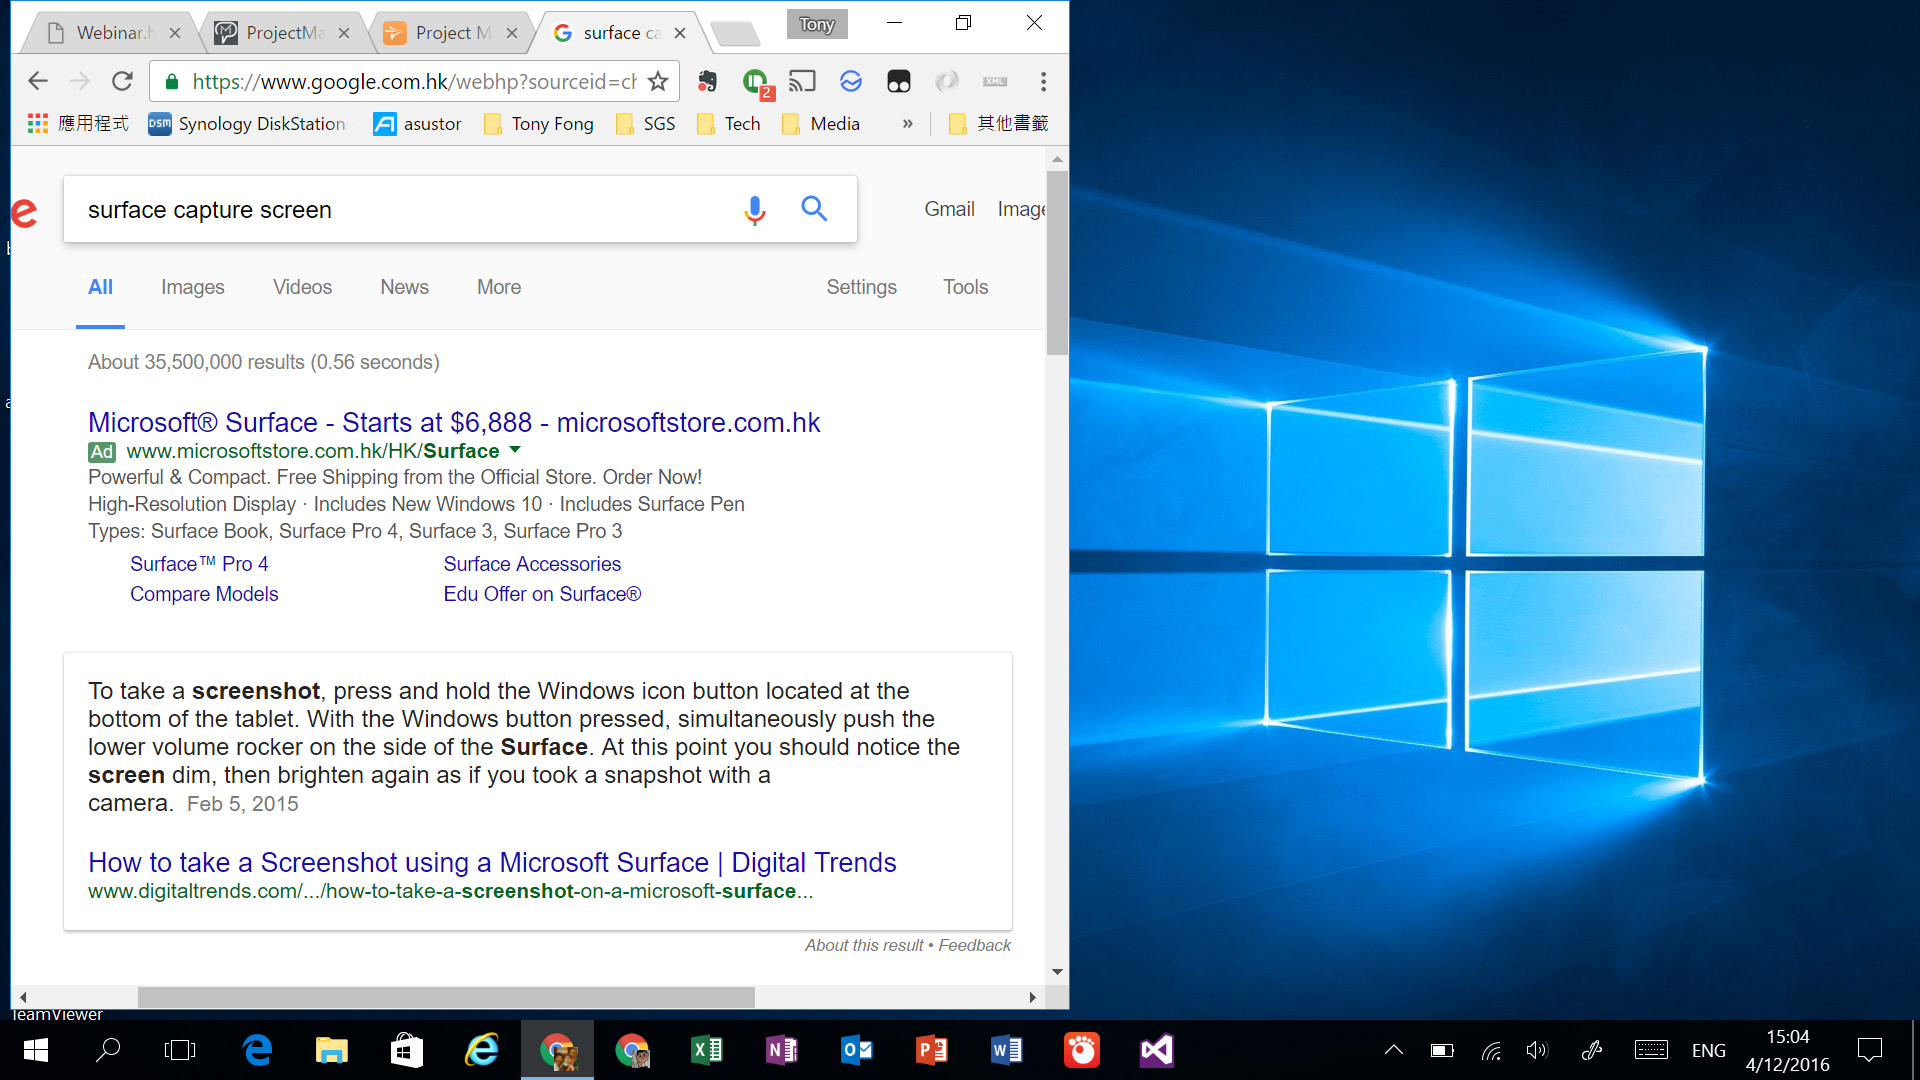 Webinar.h
ProjectMa
Project M
surface ca
Tony
https://www.google.com.hk/webhp?sourceid=ch
2
XML
應用程式
DSM
Synology DiskStation
asustor
Tony Fong
SGS
Tech
Media
»
其他書籤
e
surface capture screen
Gmail
Image
All
Images
Videos
News
More
Settings
Tools
About 35,500,000 results (0.56 seconds)
Microsoft® Surface - Starts at $6,888 - microsoftstore.com.hk
Ad www.microsoftstore.com.hk/HK/Surface
Powerful & Compact. Free Shipping from the Official Store. Order Now!
High-Resolution Display · Includes New Windows 10 · Includes Surface Pen
Types: Surface Book, Surface Pro 4, Surface 3, Surface Pro 3
Surface™ Pro 4
Surface Accessories
Compare Models
Edu Offer on Surface®
To take a screenshot, press and hold the Windows icon button located at the
bottom of the tablet. With the Windows button pressed, simultaneously push the
lower volume rocker on the side of the Surface. At this point you should notice the
screen dim, then brighten again as if you took a snapshot with a
camera. Feb 5, 2015
How to take a Screenshot using a Microsoft Surface | Digital Trends
www.digitaltrends.com/.../how-to-take-a-screenshot-on-a-microsoft-surface...
About this result • Feedback
TeamViewer
ENG
15:04
4/12/2016